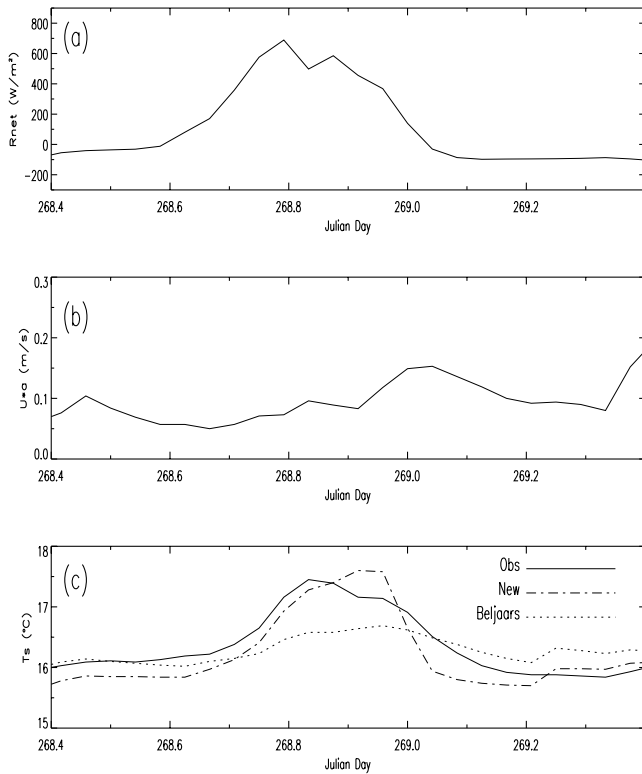 (a)
800
600
400
200
0
−200
Rnet (W/m²)
268.4 268.6 268.8 269.0 269.2
Julian Day
(b)
0.3
0.2
0.1
0.0
U*a (m/s)
268.4 268.6 268.8 269.0 269.2
Julian Day
(c)
18
17
16
15
Ts (°C)
Obs
New
Beljaars
268.4 268.6 268.8 269.0 269.2
Julian Day